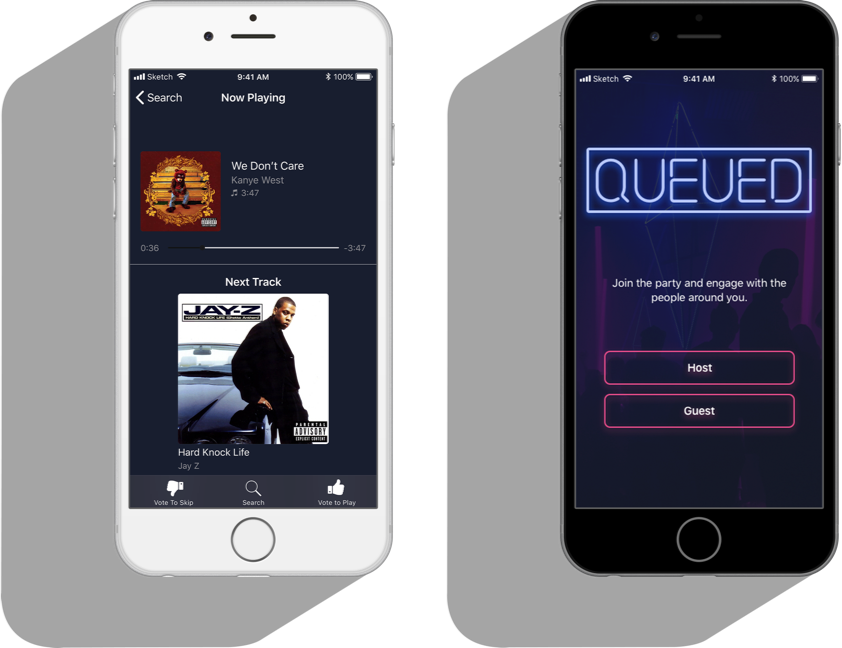 Sketch 9:41 AM 100%
Search Now Playing
We Don't Care
Kanye West
3:47
0:36 -3:47
Next Track
JAY-Z
HARD KNOCK LIFE
PARENTAL
ADVISORY
EXPLICIT CONTENT
Hard Knock Life
Jay Z
Vote To Skip Search Vote to Play
Sketch 9:41 AM 100%
QUEUED
Join the party and engage with the
people around you.
Host
Guest